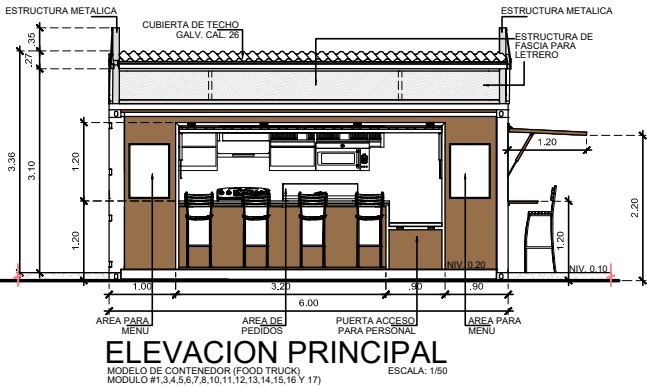 ESTRUCTURA METALICA
ESTRUCTURA METALICA
CUBIERTA DE TECHO
GALV. CAL. 26
ESTRUCTURA DE
FASCIA PARA
LETRERO
.35
.27
3.36
3.10
1.20
1.20
1.20
2.20
1.20
NIV. 0.20
NIV. 0.10
1.00
3.20
.90
.90
6.00
AREA PARA
MENU
AREA DE
PEDIDOS
PUERTA ACCESO
PARA PERSONAL
AREA PARA
MENU
ELEVACION PRINCIPAL
MODELO DE CONTENEDOR (FOOD TRUCK)
ESCALA: 1/50
MODULO #1,3,4,5,6,7,8,10,11,12,13,14,15,16 Y 17)